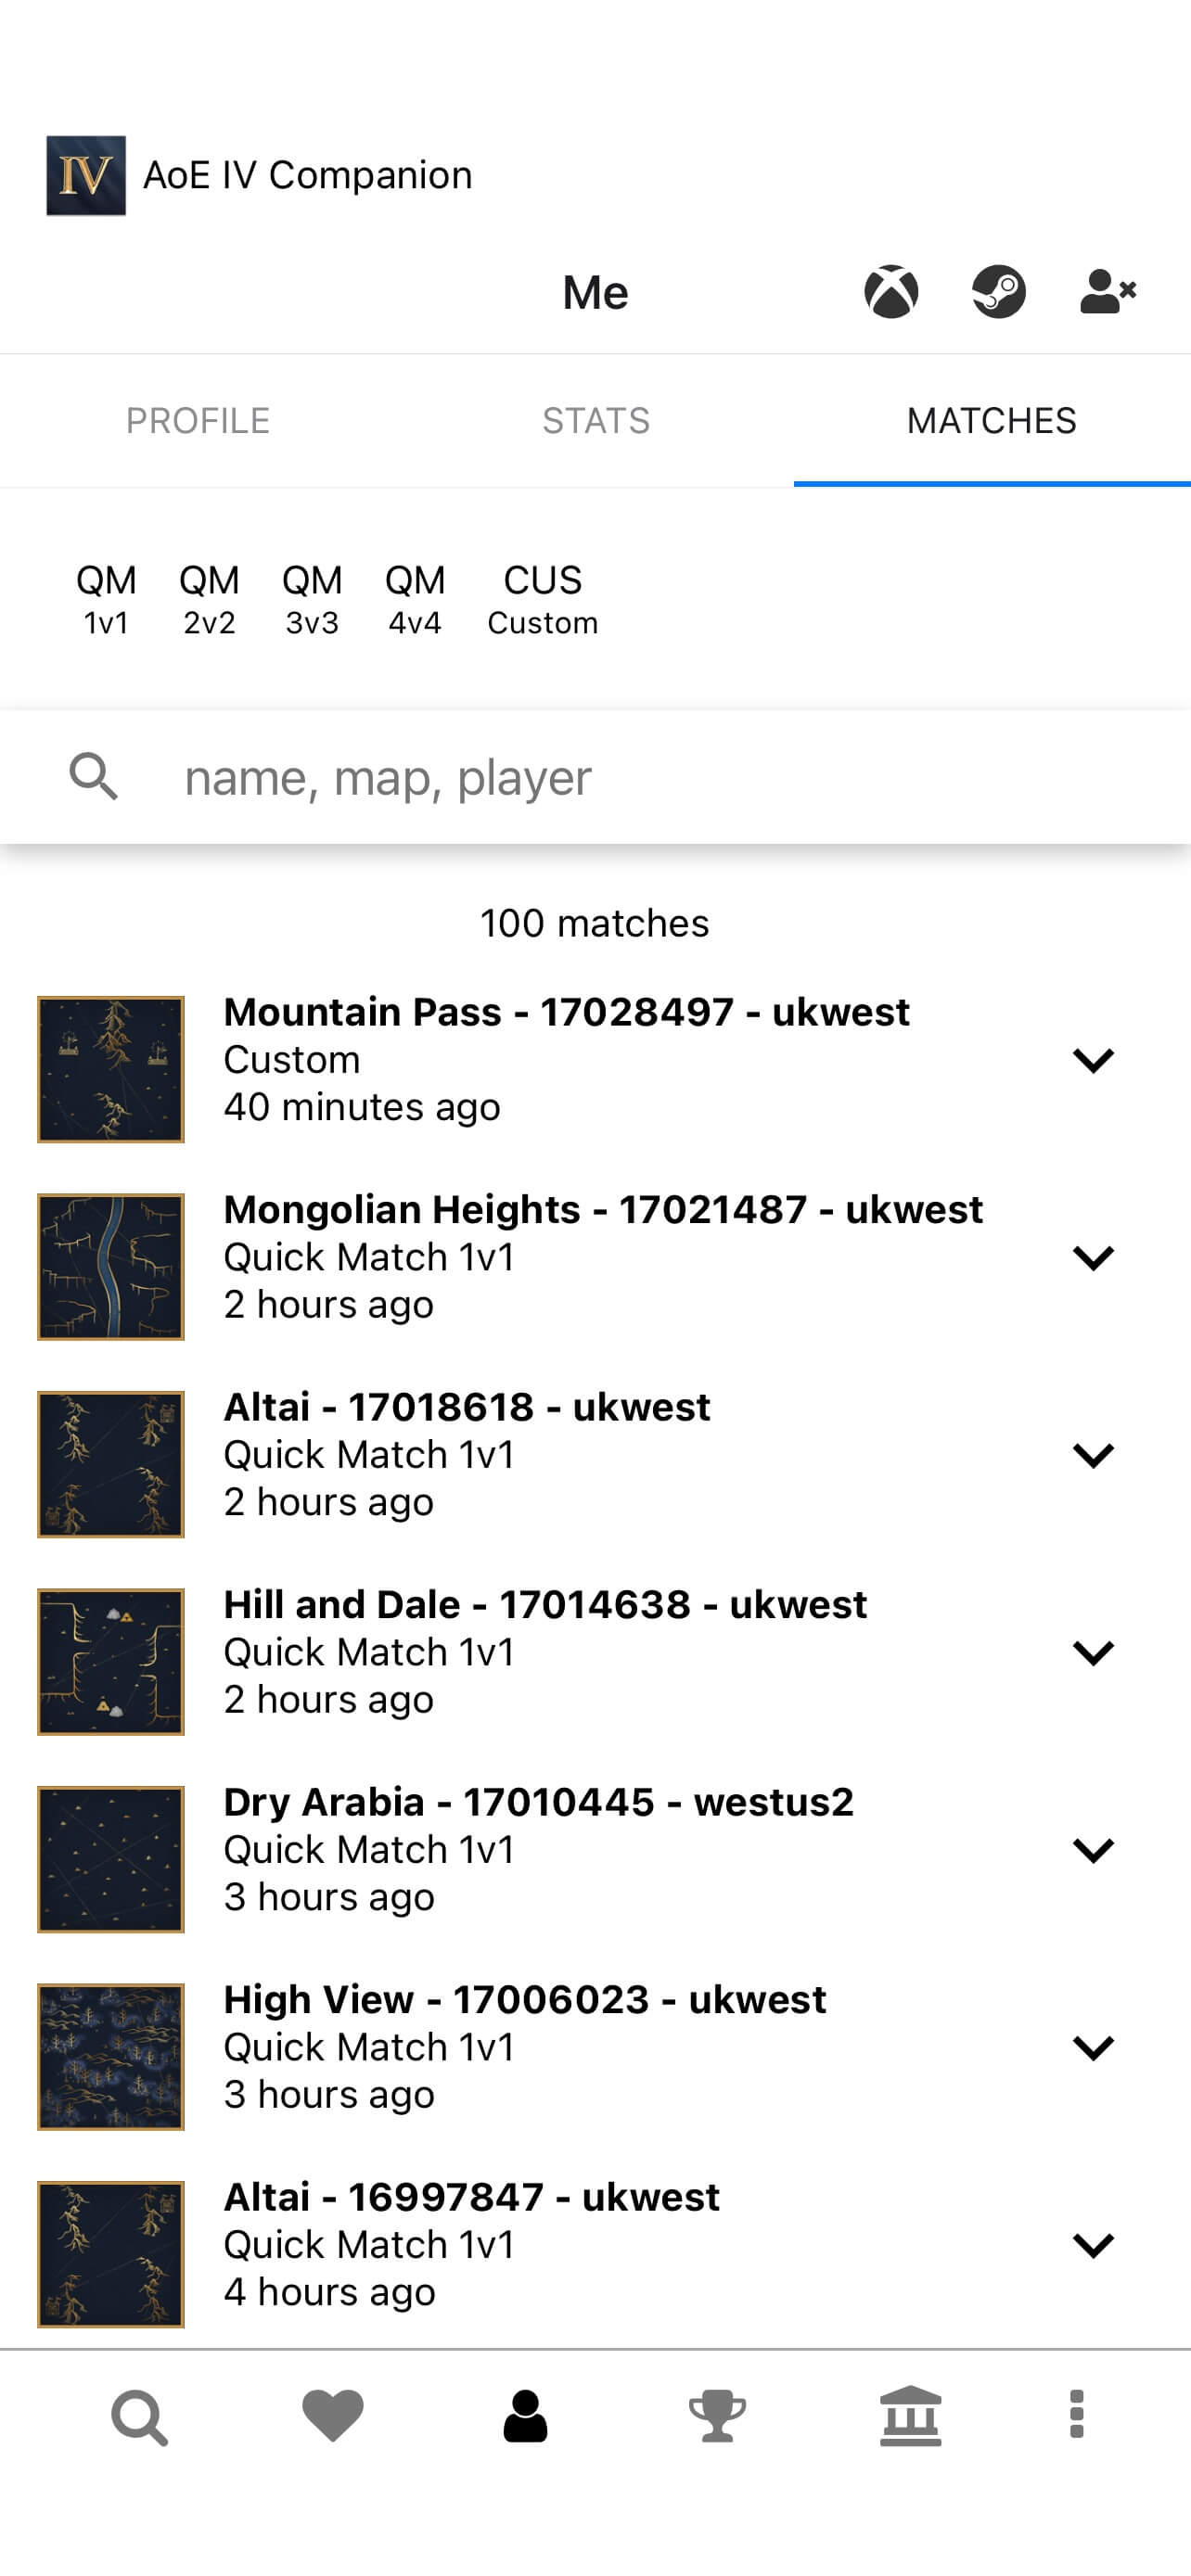 IV AoE IV Companion
Me
PROFILE STATS MATCHES
QM QM QM QM CUS
1v1 2v2 3v3 4v4 Custom
name, map, player
100 matches
Mountain Pass - 17028497 - ukwest
Custom
40 minutes ago
Mongolian Heights - 17021487 - ukwest
Quick Match 1v1
2 hours ago
Altai - 17018618 - ukwest
Quick Match 1v1
2 hours ago
Hill and Dale - 17014638 - ukwest
Quick Match 1v1
2 hours ago
Dry Arabia - 17010445 - westus2
Quick Match 1v1
3 hours ago
High View - 17006023 - ukwest
Quick Match 1v1
3 hours ago
Altai - 16997847 - ukwest
Quick Match 1v1
4 hours ago